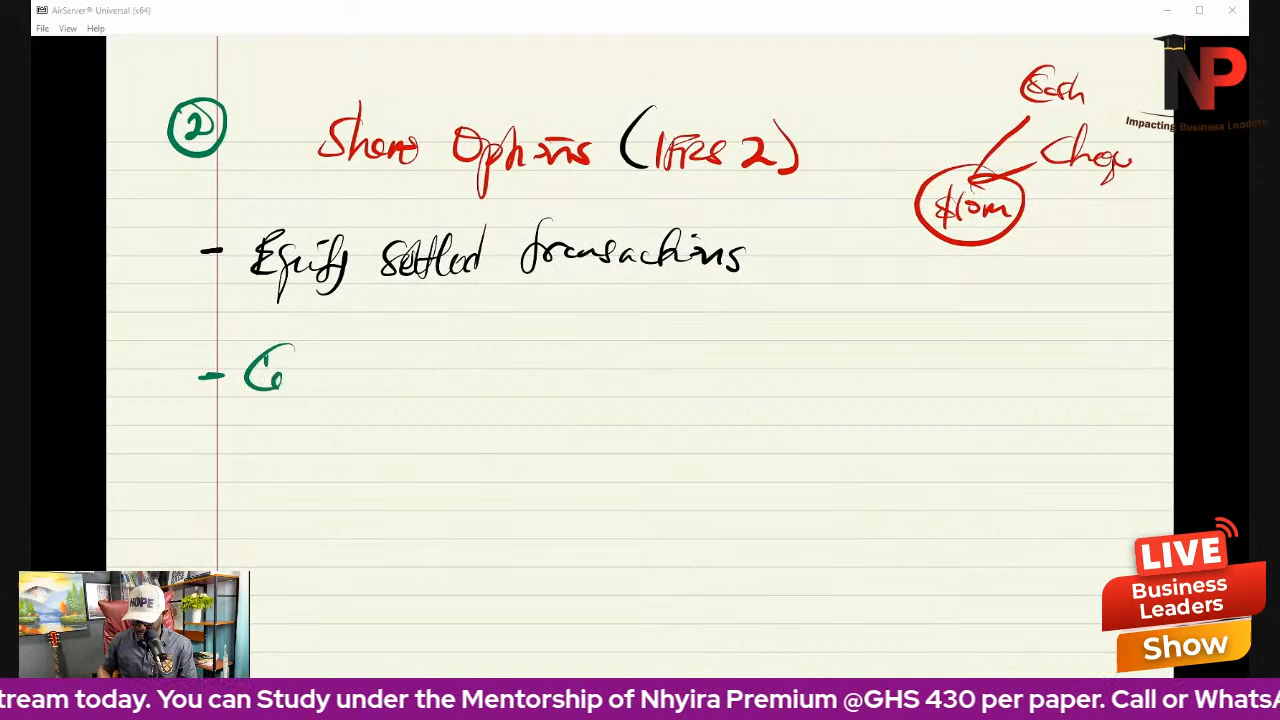 AirServer® Universal (x64)
File View Help
2
Share Options (IFRS 2)
Cash
Cheqe
$10m
- Equity settled transactions
- Ca
NP
Impacting Business Leaders
HOPE
LIVE
Business
Leaders
Show
tream today. You can Study under the Mentorship of Nhyira Premium @GHS 430 per paper. Call or WhatsA